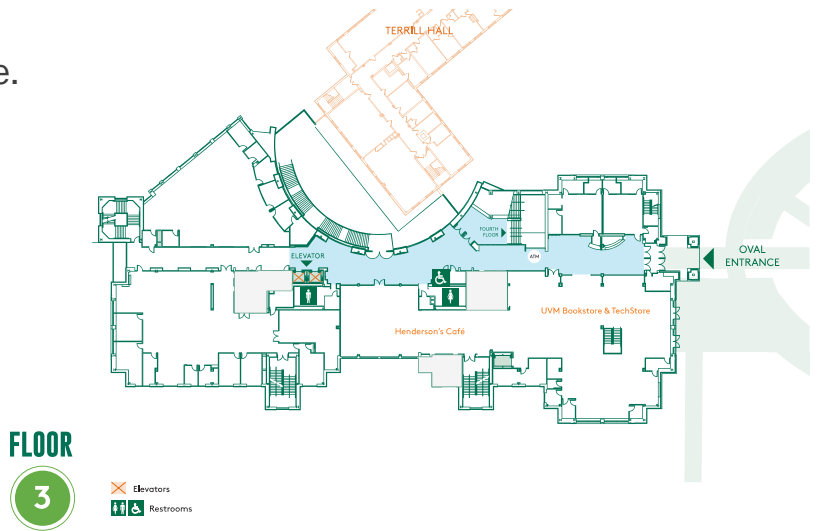 TERRILL HALL
e.
FOURTH
FLOOR
ELEVATOR
ATM
OVAL
ENTRANCE
UVM Bookstore & TechStore
Henderson's Café
FLOOR
3
Elevators
Restrooms